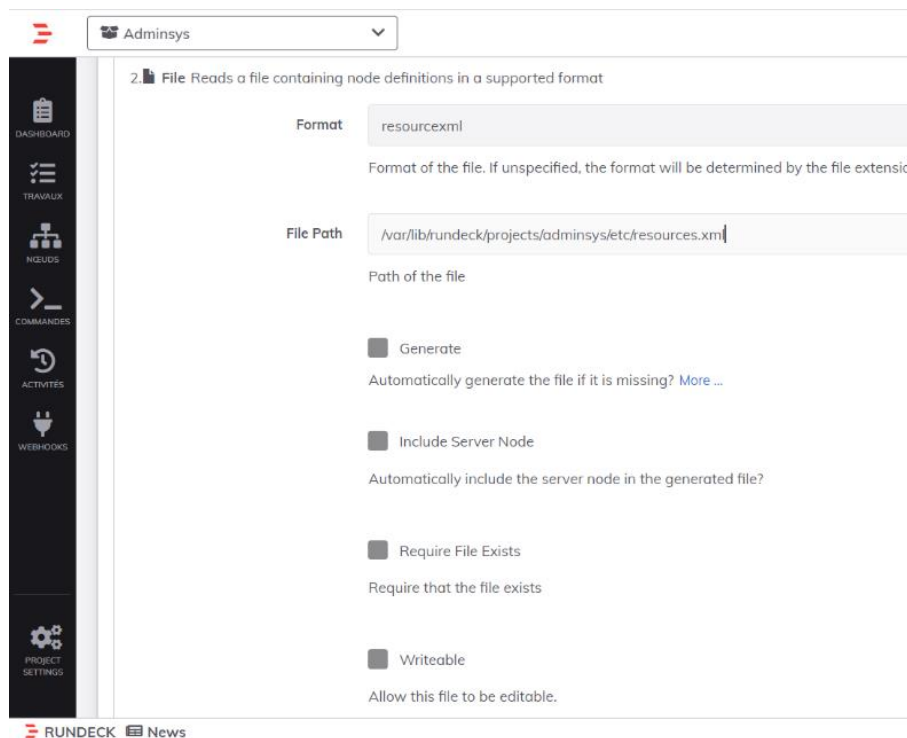 Adminsys
2. File Reads a file containing node definitions in a supported format
DASHBOARD
TRAVAUX
NŒUDS
COMMANDES
ACTIVITÉS
WEBHOOKS
PROJECT
SETTINGS
Format
resourcexml
Format of the file. If unspecified, the format will be determined by the file extensio
File Path
/var/lib/rundeck/projects/adminsys/etc/resources.xml
Path of the file
Generate
Automatically generate the file if it is missing? More ...
Include Server Node
Automatically include the server node in the generated file?
Require File Exists
Require that the file exists
Writeable
Allow this file to be editable.
RUNDECK News